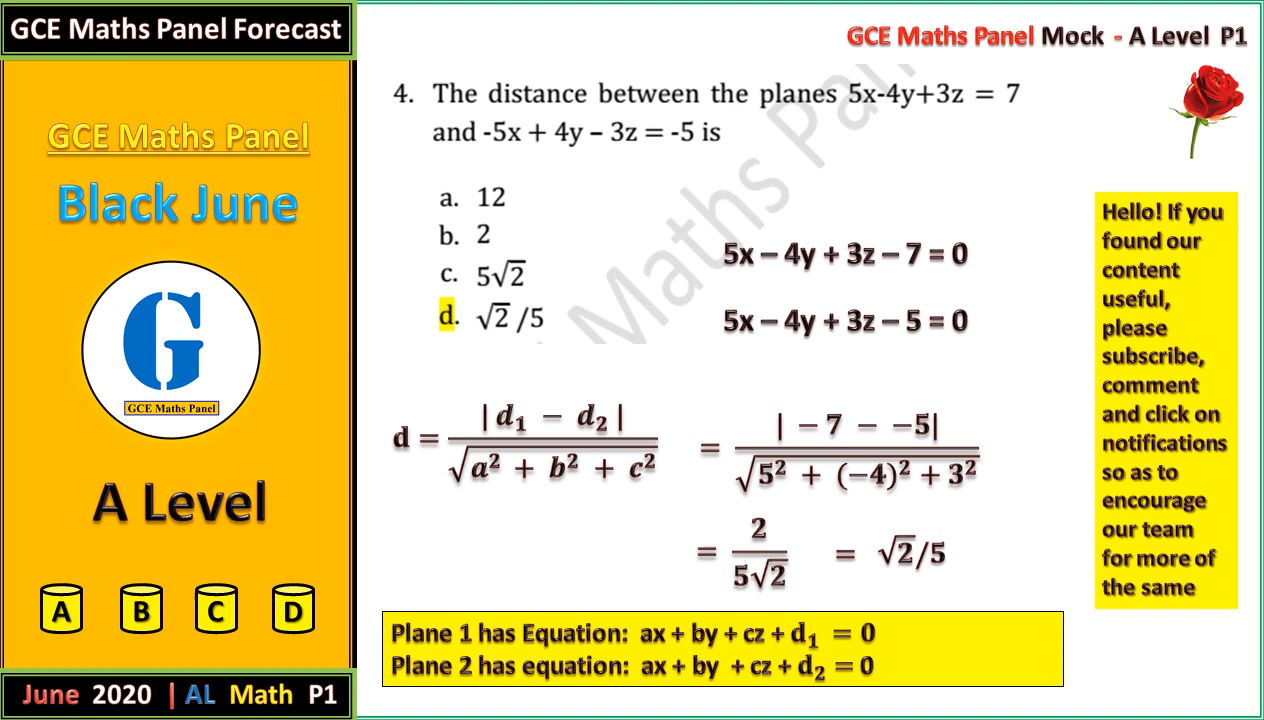 GCE Maths Panel Forecast
GCE Maths Panel
Black June
G
GCE Maths Panel
A Level
A B C D
June 2020 | AL Math P1
GCE Maths Panel Mock - A Level P1
4. The distance between the planes 5x-4y+3z = 7
and -5x + 4y – 3z = -5 is
a. 12
b. 2
c. 5√2
d. √2 /5
Maths Pan
5x – 4y + 3z – 7 = 0
5x – 4y + 3z – 5 = 0
d = | d₁ − d₂ | / √a² + b² + c² = | − 7 − −5| / √5² + (−4)² + 3²
= 2 / 5√2 = √2/5
Plane 1 has Equation: ax + by + cz + d₁ = 0
Plane 2 has equation: ax + by + cz + d₂ = 0
Hello! If you
found our
content
useful,
please
subscribe,
comment
and click on
notifications
so as to
encourage
our team
for more of
the same